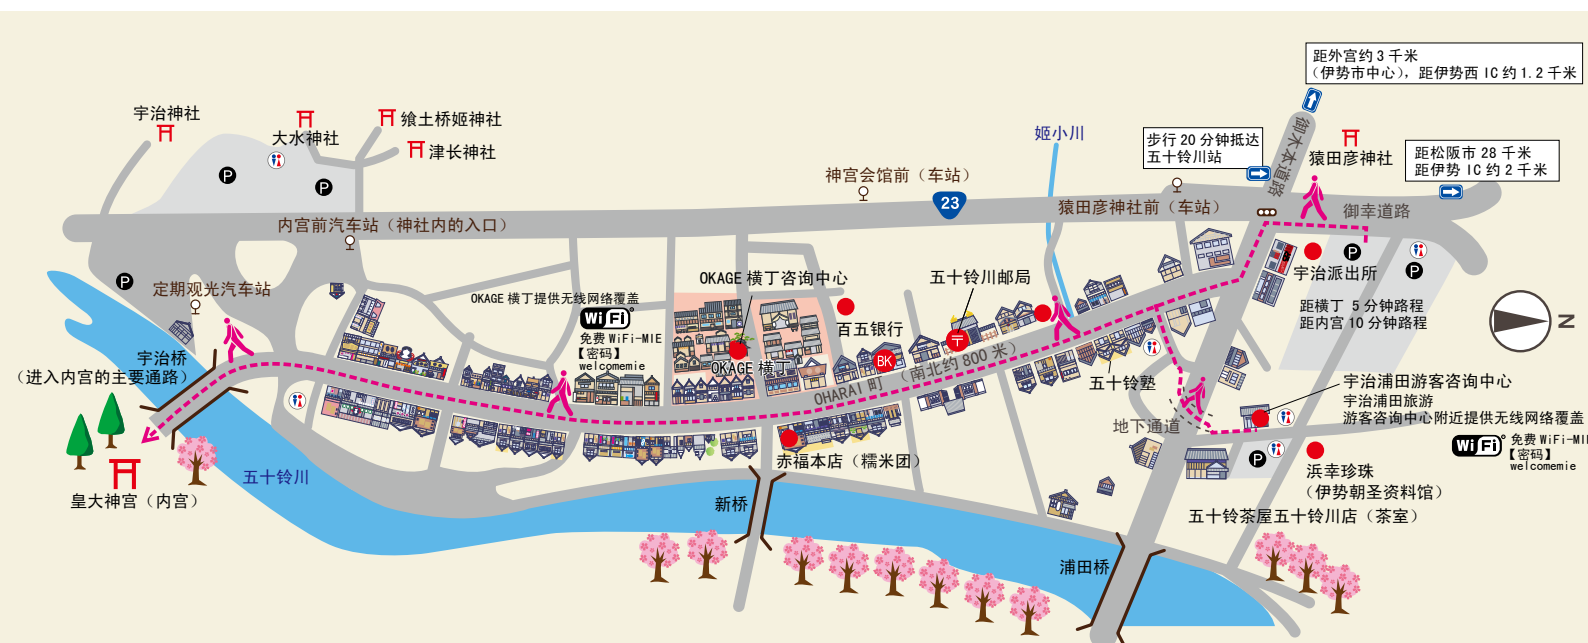 距外宫约 3 千米
（伊势市中心），距伊势西 IC 约 1.2 千米
宇治神社
大水神社
飨土桥姬神社
津长神社
姬小川
步行 20 分钟抵达
五十铃川站
御木本道路
猿田彦神社
距松阪市 28 千米
距伊势 IC 约 2 千米
神宫会馆前（车站）
23
猿田彦神社前（车站）
御幸道路
内宫前汽车站（神社内的入口）
P
P
P
P
P
P
定期观光汽车站
OKAGE 横丁咨询中心
五十铃川邮局
宇治派出所
OKAGE 横丁提供无线网络覆盖
WiFi
免费 WiFi-MIE
【密码】
welcomemie
百五银行
距横丁 5 分钟路程
距内宫 10 分钟路程
N
宇治桥
（进入内宫的主要通路）
OKAGE 横丁
BK
〒
OHARAI 町 （南北约 800 米）
五十铃塾
宇治浦田游客咨询中心
宇治浦田旅游
游客咨询中心附近提供无线网络覆盖
地下通道
WiFi
免费 WiFi-MIE
【密码】
welcomemie
赤福本店（糯米团）
五十铃川
皇大神宫（内宫）
新桥
浜幸珍珠
（伊势朝圣资料馆）
五十铃茶屋五十铃川店（茶室）
浦田桥